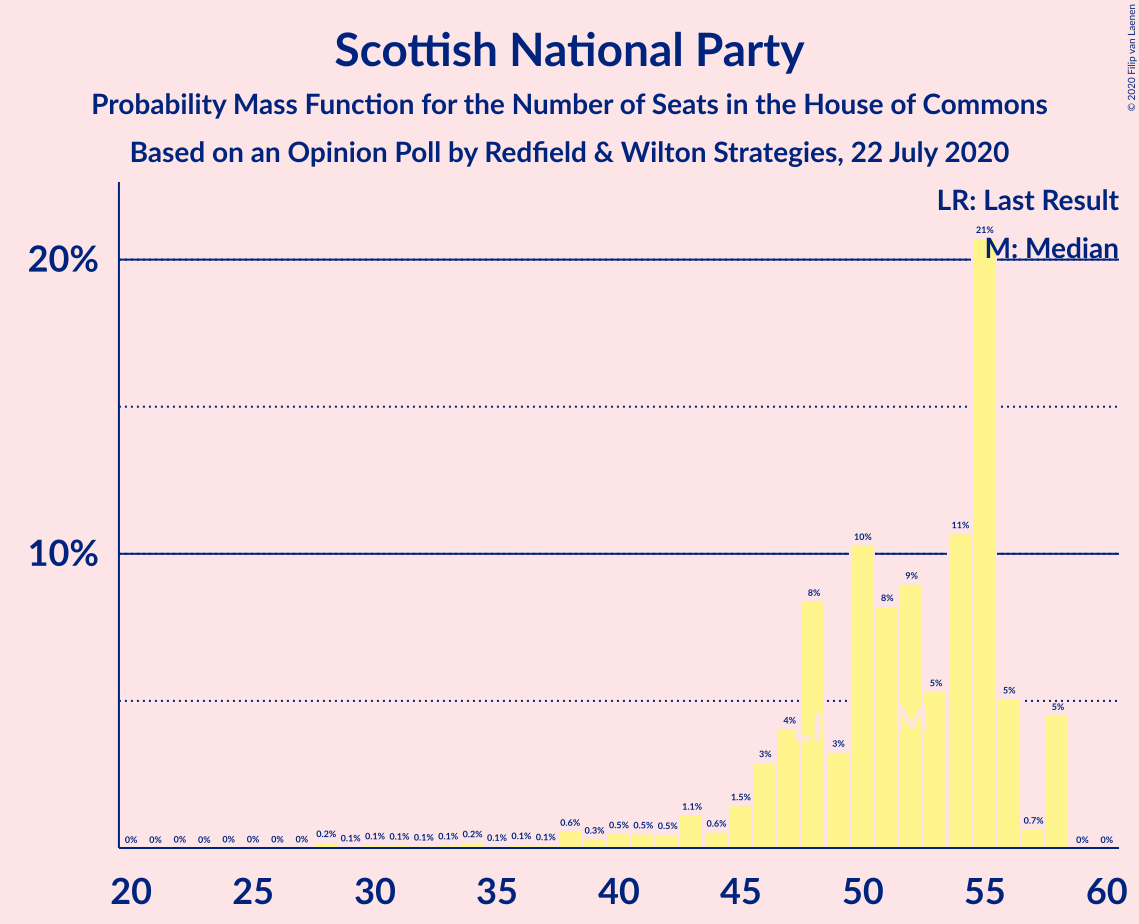 © 2020 Filip van Laenen
Scottish National Party
Probability Mass Function for the Number of Seats in the House of Commons
Based on an Opinion Poll by Redfield & Wilton Strategies, 22 July 2020
LR: Last Result
M: Median
20%
10%
0% 0% 0% 0% 0% 0% 0% 0% 0.2% 0.1% 0.1% 0.1% 0.1% 0.1% 0.2% 0.1% 0.1% 0.1% 0.6% 0.3% 0.5% 0.5% 0.5% 1.1% 0.6% 1.5% 3% 4% 8% 3% 10% 8% 9% 5% 11% 21% 5% 0.7% 5% 0% 0%
LR M
20 25 30 35 40 45 50 55 60